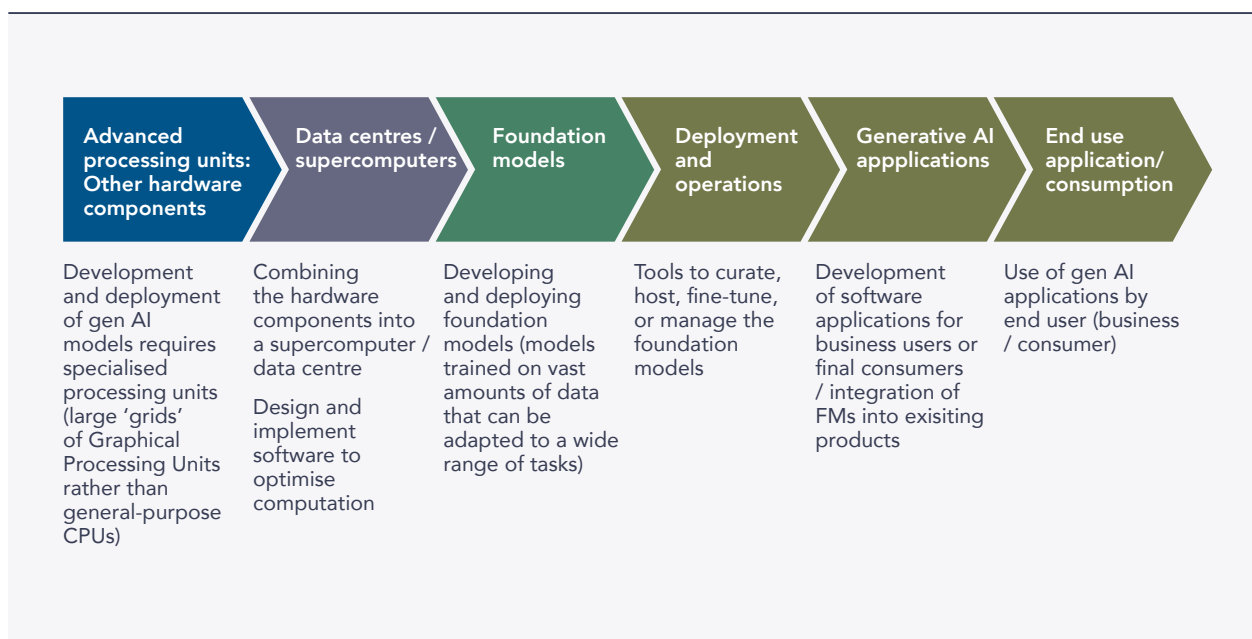 Advanced
processing units:
Other hardware
components
Data centres /
supercomputers
Foundation
models
Deployment
and
operations
Generative AI
appplications
End use
application/
consumption
Development
and deployment
of gen AI
models requires
specialised
processing units
(large ‘grids’
of Graphical
Processing Units
rather than
general-purpose
CPUs)
Combining
the hardware
components into
a supercomputer /
data centre
Design and
implement
software to
optimise
computation
Developing
and deploying
foundation
models (models
trained on vast
amounts of data
that can be
adapted to a wide
range of tasks)
Tools to curate,
host, fine-tune,
or manage the
foundation
models
Development
of software
applications for
business users or
final consumers
/ integration of
FMs into exisiting
products
Use of gen AI
applications by
end user (business
/ consumer)